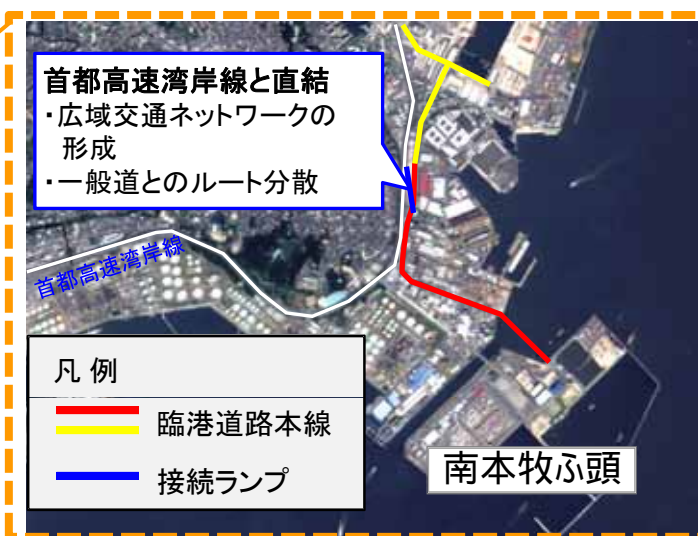 首都高速湾岸線と直結
・広域交通ネットワークの
形成
・一般道とのルート分散
首都高速湾岸線
凡 例
臨港道路本線
接続ランプ
南本牧ふ頭